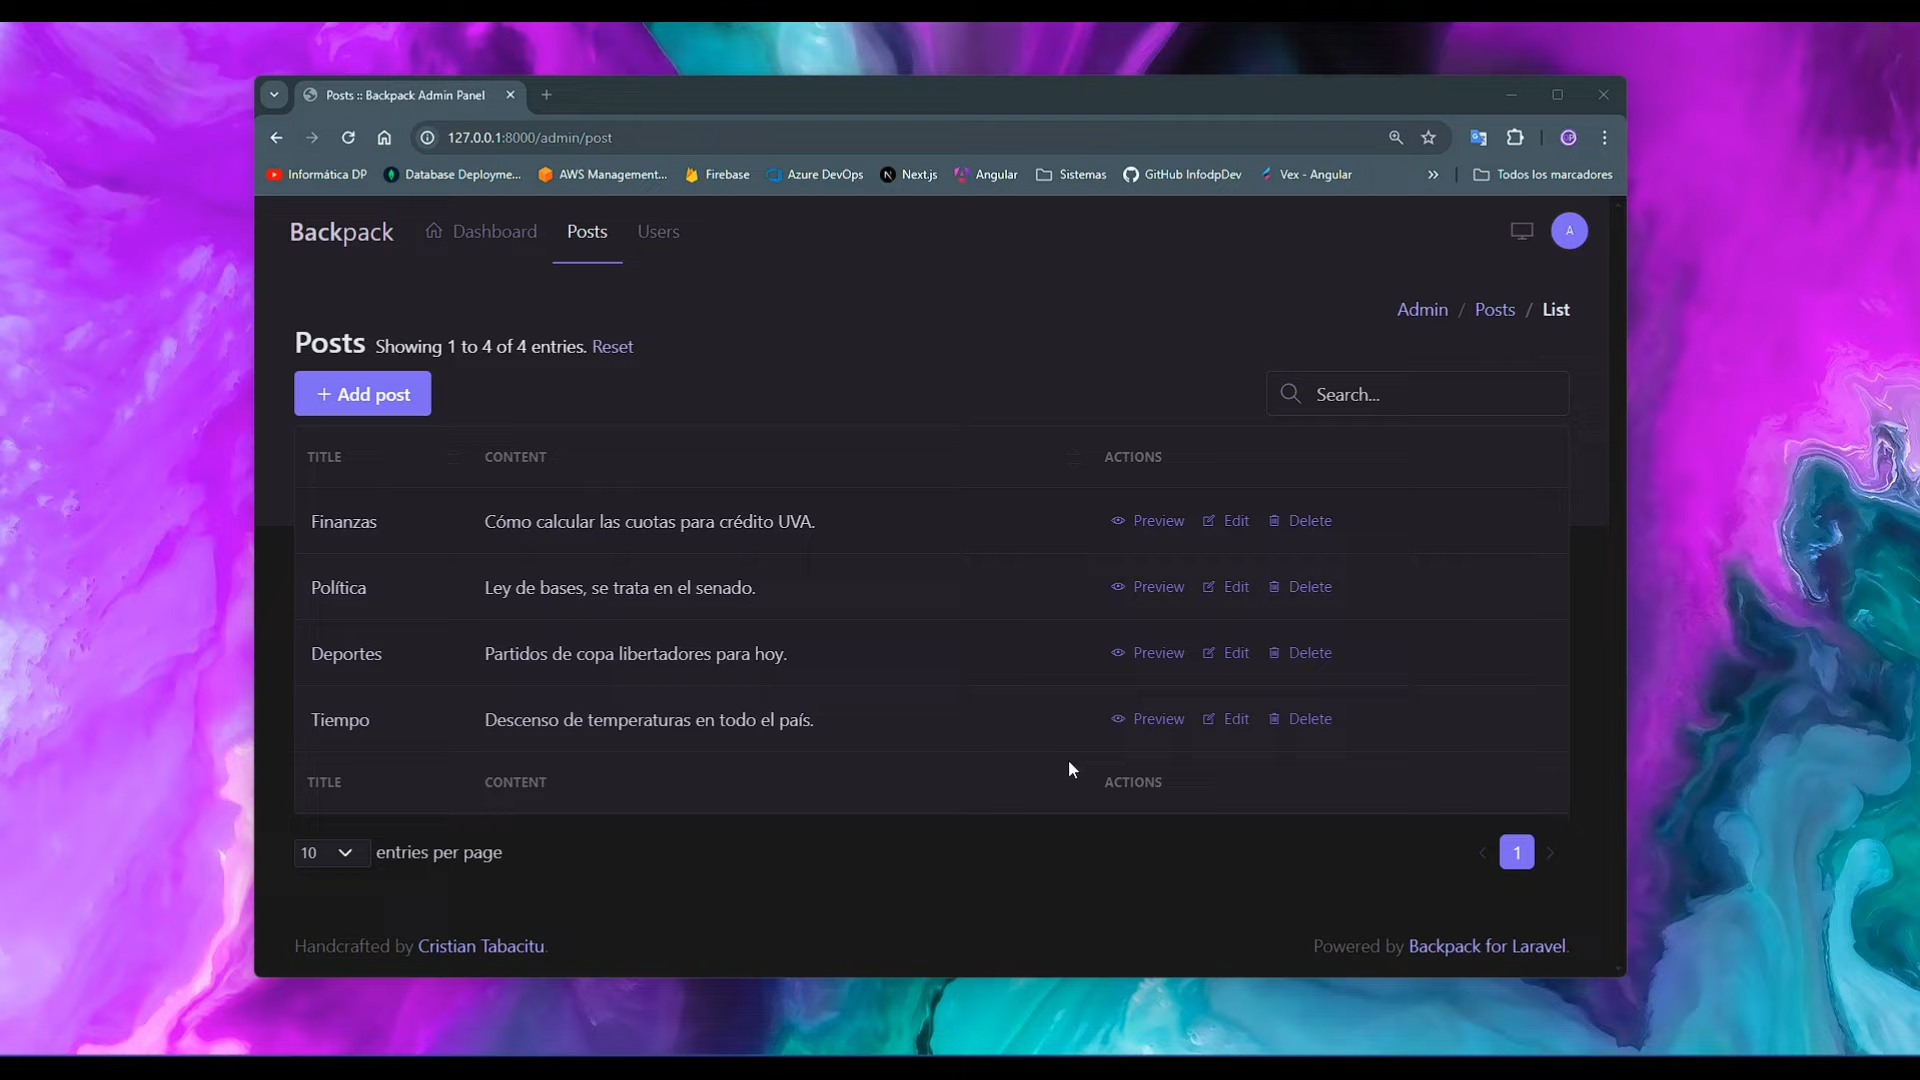 Posts :: Backpack Admin Panel
127.0.0.1:8000/admin/post
Informática DP Database Deployme... AWS Management... Firebase Azure DevOps Next.js Angular Sistemas GitHub InfodpDev Vex - Angular Todos los marcadores
Backpack Dashboard Posts Users A
Admin / Posts / List
Posts Showing 1 to 4 of 4 entries. Reset
+ Add post Search...
TITLE CONTENT ACTIONS
Finanzas Cómo calcular las cuotas para crédito UVA. Preview Edit Delete
Política Ley de bases, se trata en el senado. Preview Edit Delete
Deportes Partidos de copa libertadores para hoy. Preview Edit Delete
Tiempo Descenso de temperaturas en todo el país. Preview Edit Delete
TITLE CONTENT ACTIONS
10 entries per page 1
Handcrafted by Cristian Tabacitu. Powered by Backpack for Laravel.